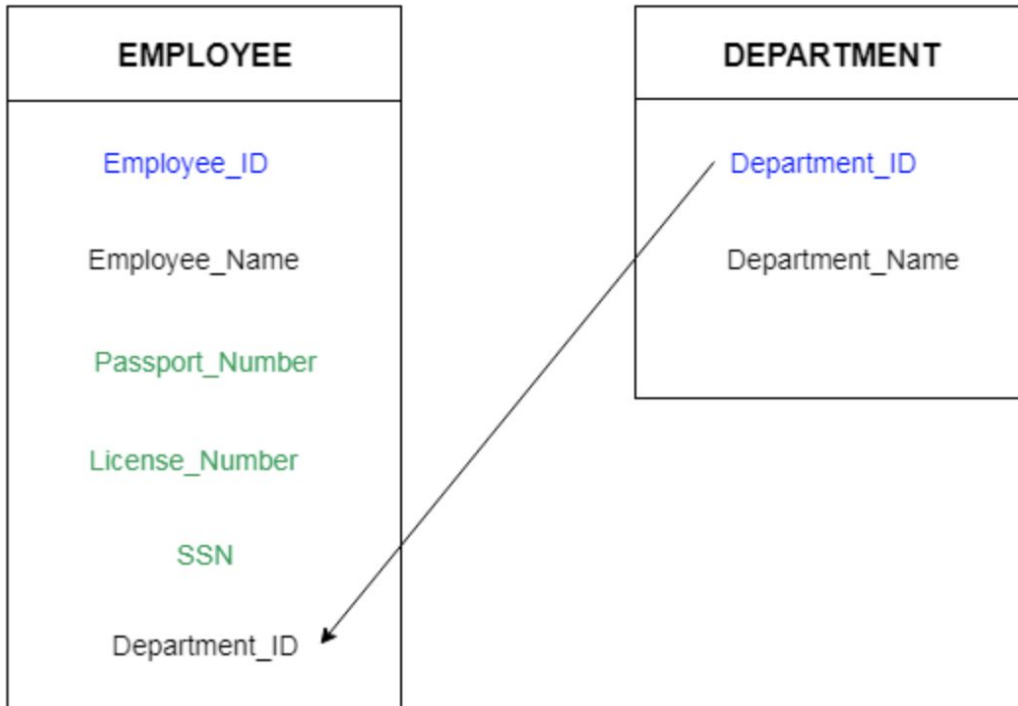 EMPLOYEE
Employee_ID
Employee_Name
Passport_Number
License_Number
SSN
Department_ID
DEPARTMENT
Department_ID
Department_Name